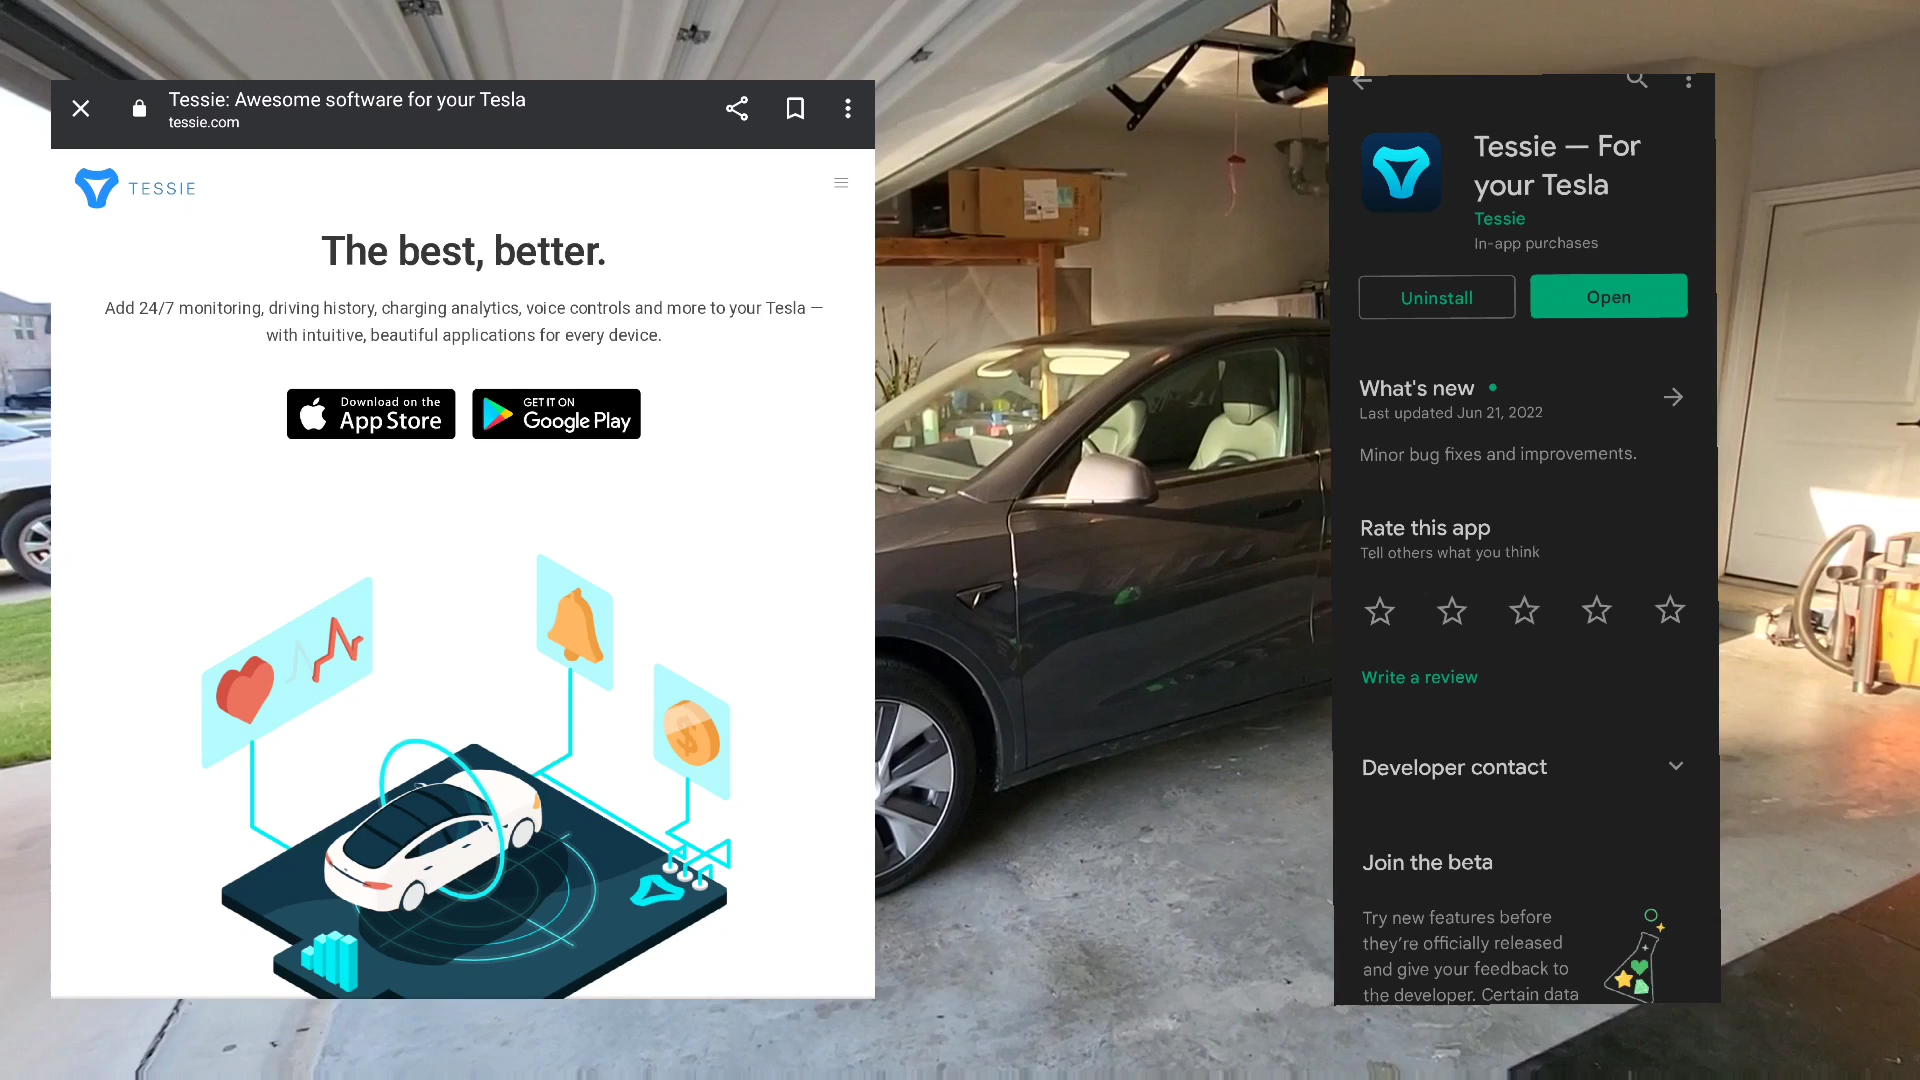 Tessie: Awesome software for your Tesla
tessie.com
TESSIE
The best, better.
Add 24/7 monitoring, driving history, charging analytics, voice controls and more to your Tesla —
with intuitive, beautiful applications for every device.
Download on the
App Store
GET IT ON
Google Play
Tessie — For
your Tesla
Tessie
In-app purchases
Uninstall
Open
What's new
Last updated Jun 21, 2022
Minor bug fixes and improvements.
Rate this app
Tell others what you think
Write a review
Developer contact
Join the beta
Try new features before
they're officially released
and give your feedback to
the developer. Certain data